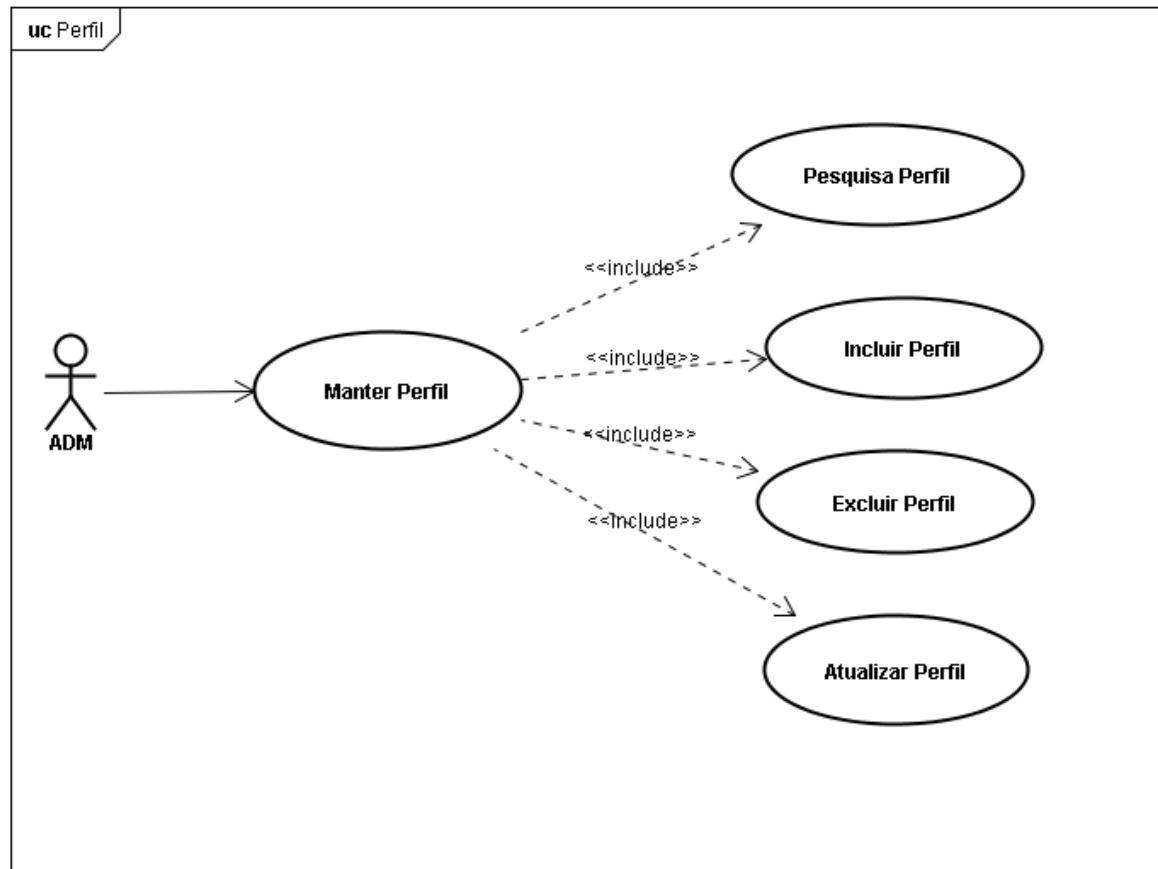 uc Perfil
Pesquisa Perfil
<<include>>
Incluir Perfil
<<include>>
Manter Perfil
ADM
<<include>>
Excluir Perfil
<<include>>
Atualizar Perfil